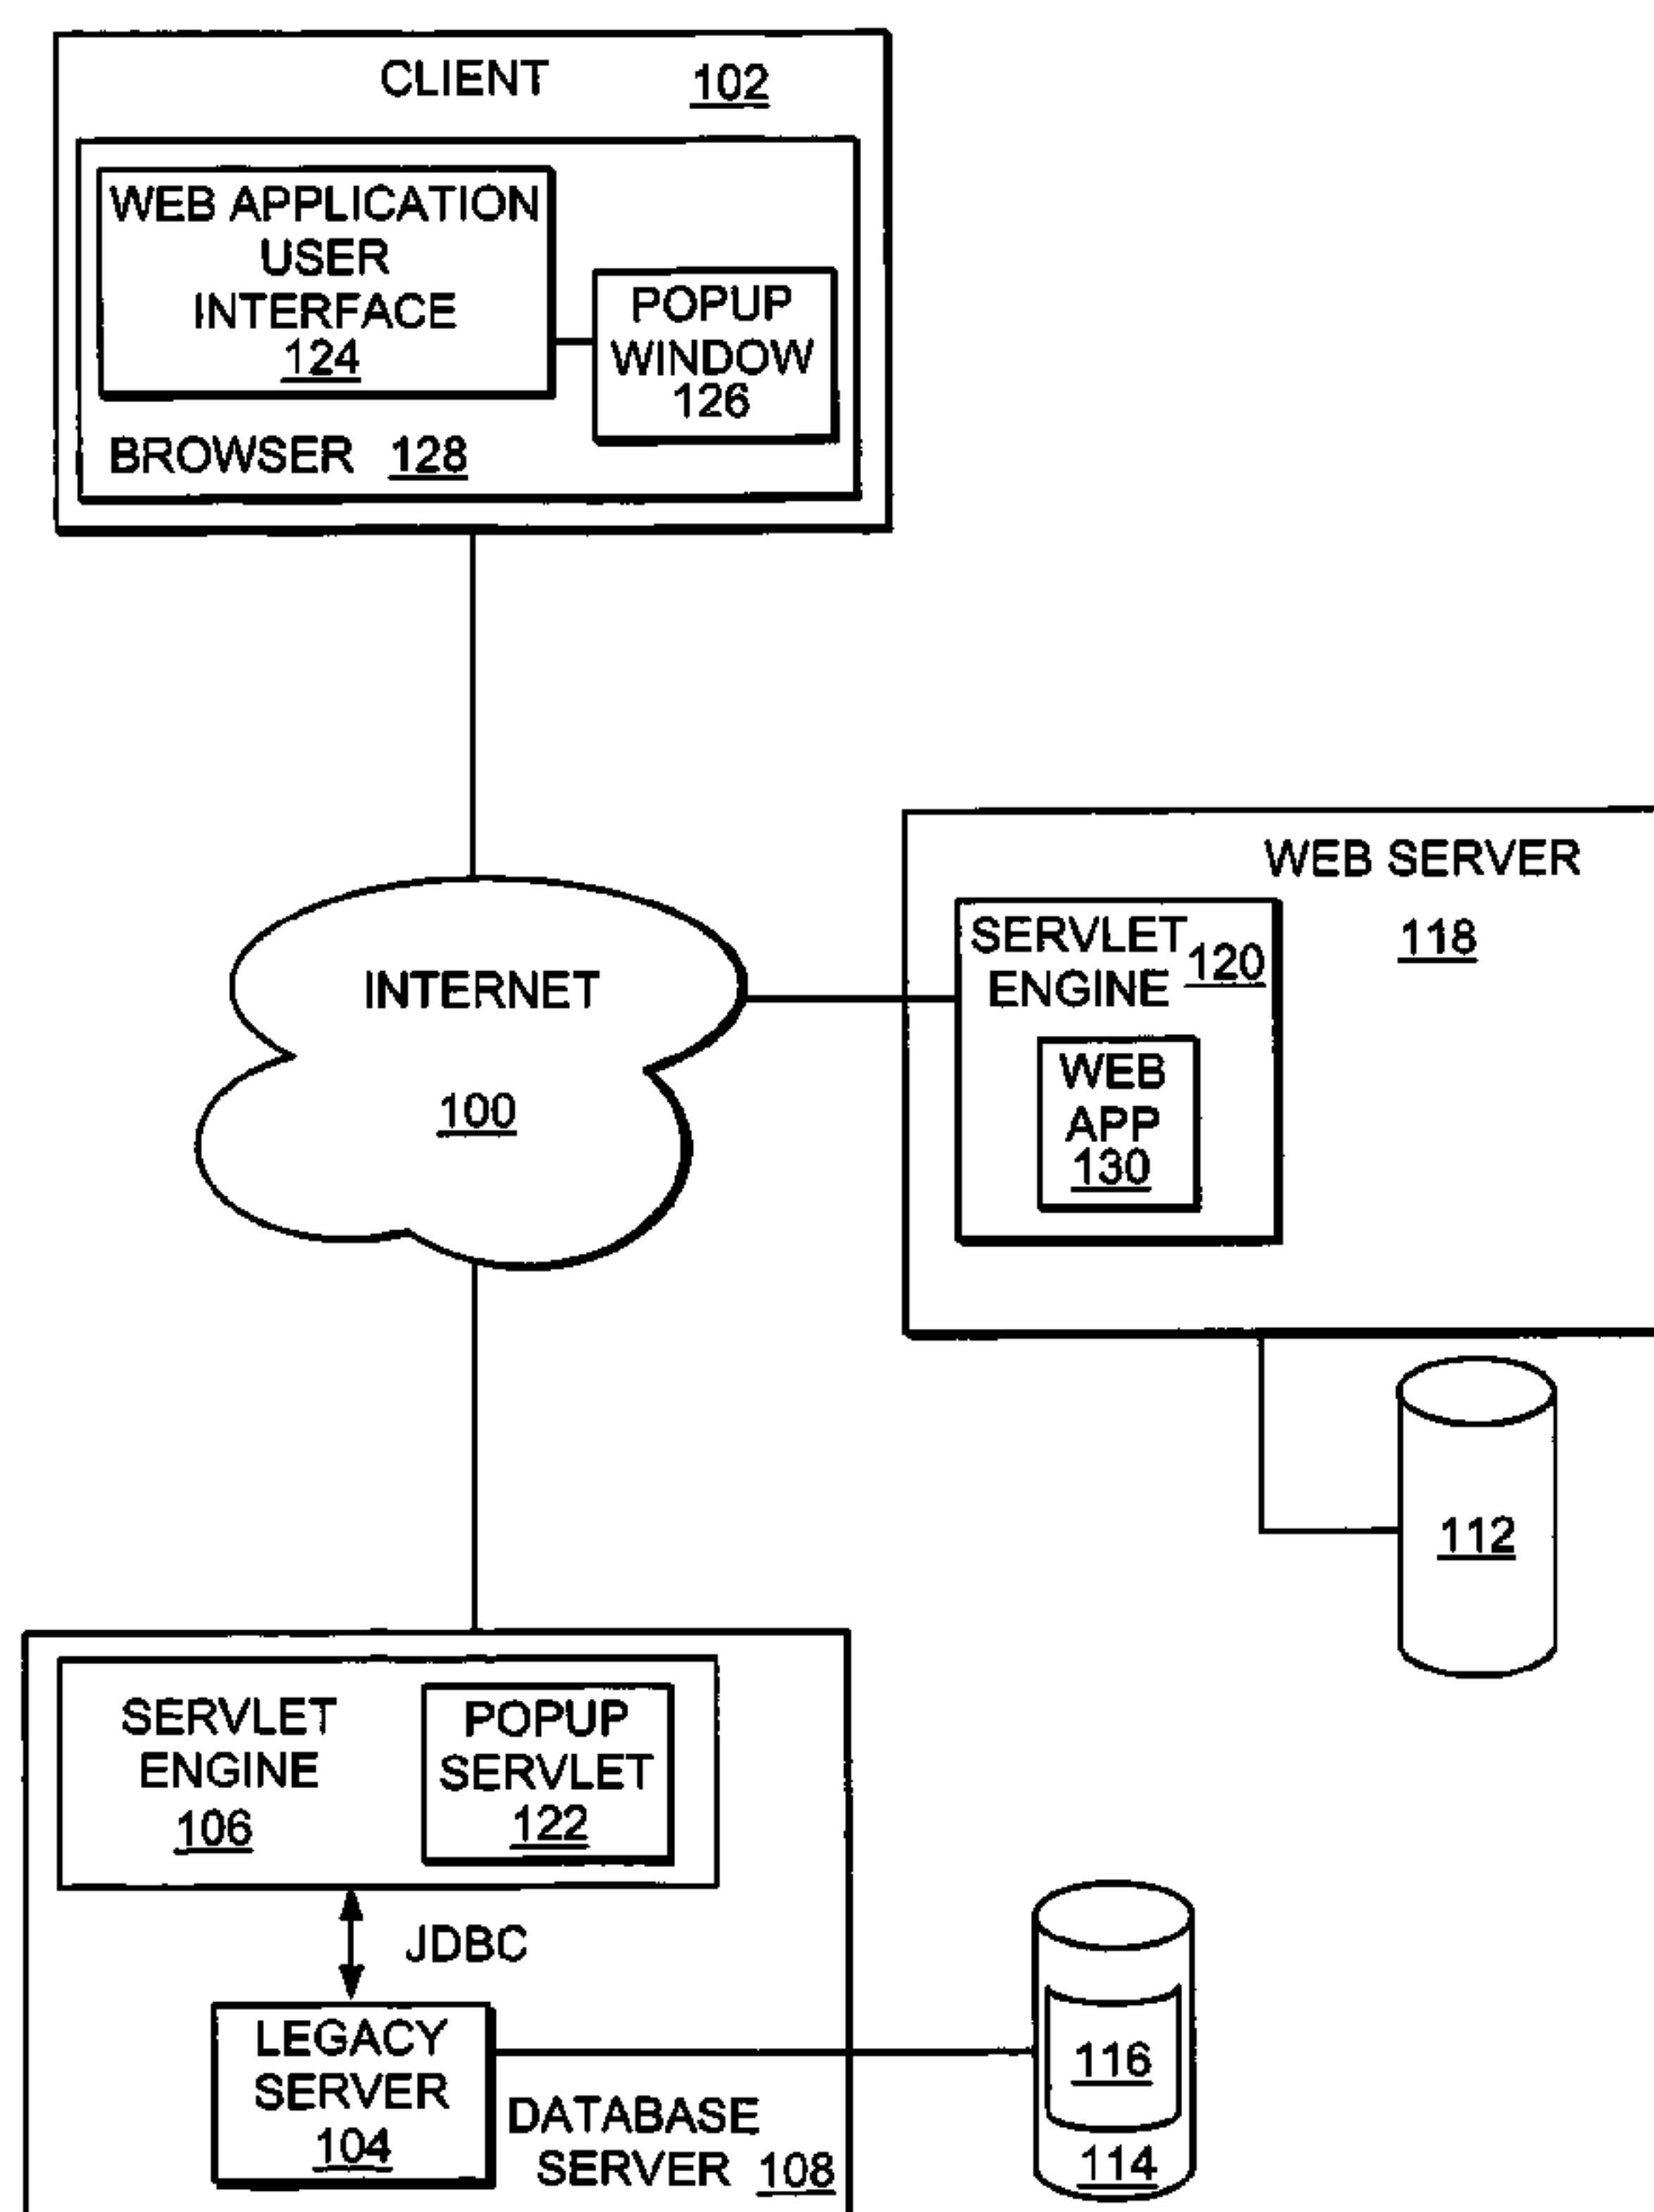 CLIENT 102
WEB APPLICATION
USER
INTERFACE
124
POPUP
WINDOW
126
BROWSER 128
WEB SERVER
118
SERVLET
ENGINE 120
WEB
APP
130
INTERNET
100
112
SERVLET
ENGINE
106
POPUP
SERVLET
122
JDBC
LEGACY
SERVER
104
DATABASE
SERVER 108
116
114